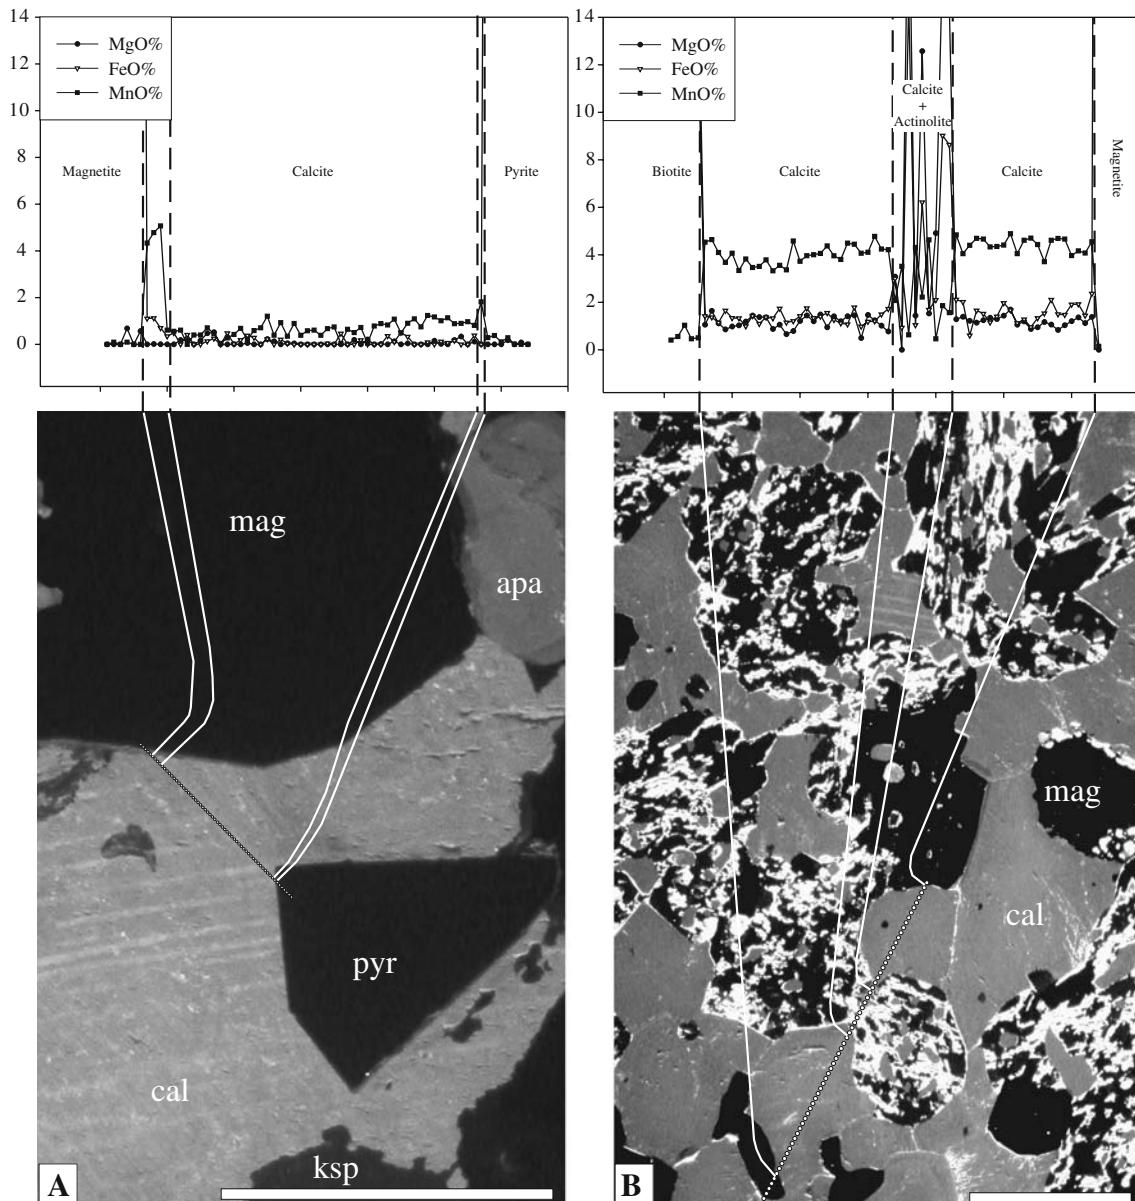 14
12
10
8
6
4
2
0
MgO%
FeO%
MnO%
Magnetite
Calcite
Pyrite
14
12
10
8
6
4
2
0
MgO%
FeO%
MnO%
Biotite
Calcite
Calcite
+
Actinolite
Calcite
Magnetite
mag
apa
pyr
cal
ksp
A
mag
cal
B